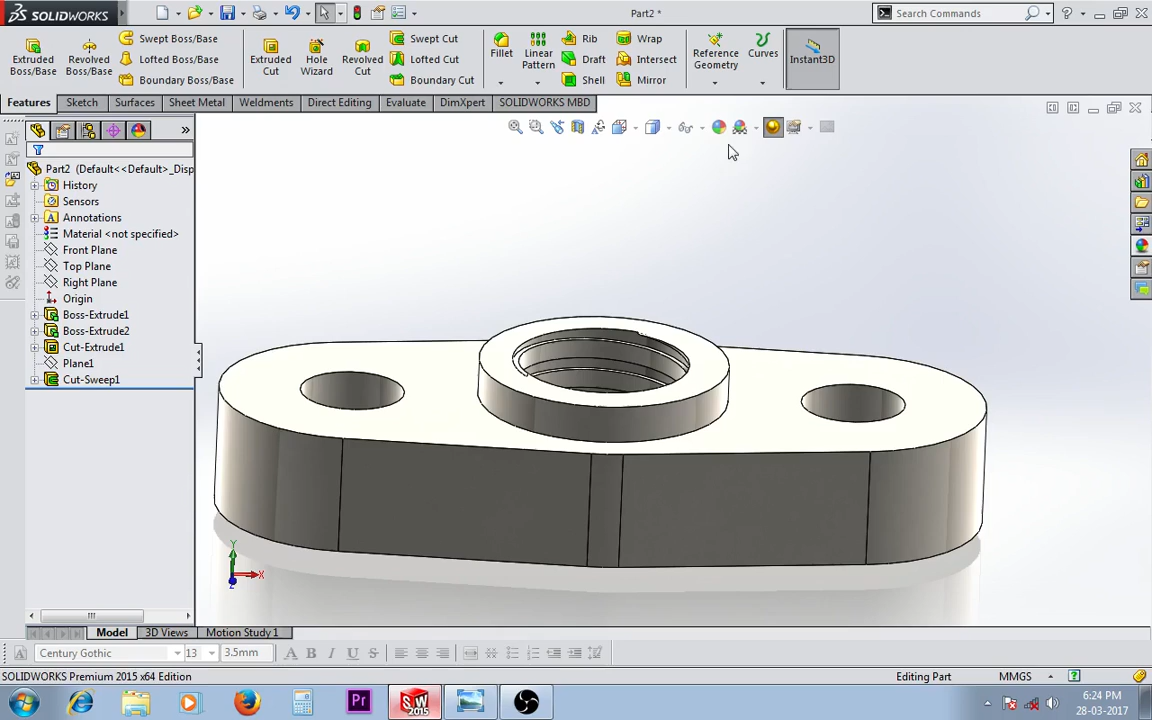 SOLIDWORKS
Part2 *
Search Commands
Extruded Boss/Base
Revolved Boss/Base
Swept Boss/Base
Lofted Boss/Base
Boundary Boss/Base
Extruded Cut
Hole Wizard
Revolved Cut
Swept Cut
Lofted Cut
Boundary Cut
Fillet
Linear Pattern
Rib
Draft
Shell
Wrap
Intersect
Mirror
Reference Geometry
Curves
Instant3D
Features Sketch Surfaces Sheet Metal Weldments Direct Editing Evaluate DimXpert SOLIDWORKS MBD
Part2 (Default<<Default>_Disp
History
Sensors
Annotations
Material <not specified>
Front Plane
Top Plane
Right Plane
Origin
Boss-Extrude1
Boss-Extrude2
Cut-Extrude1
Plane1
Cut-Sweep1
Y
X
Z
Model 3D Views Motion Study 1
Century Gothic 13 3.5mm A B I U S
SOLIDWORKS Premium 2015 x64 Edition Editing Part MMGS
Pr
SW 2015
6:24 PM
28-03-2017